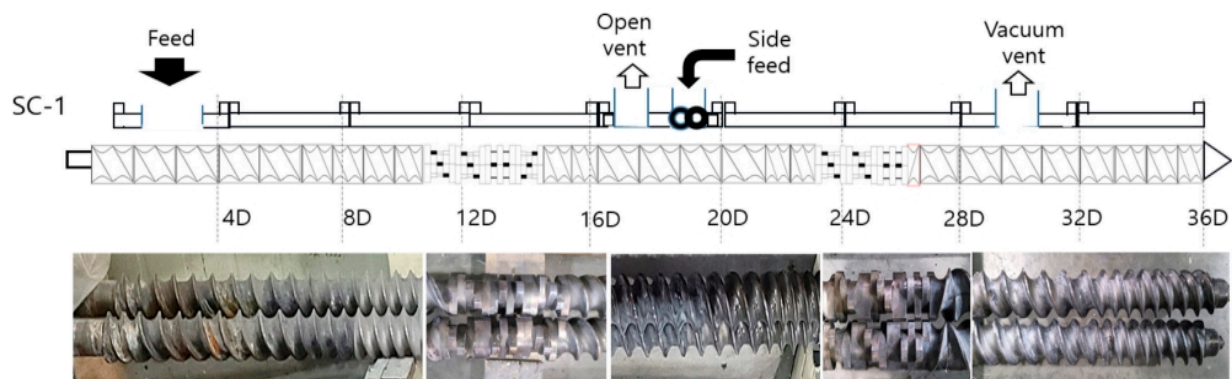 Feed
Open
vent
Side
feed
Vacuum
vent
SC-1
4D 8D 12D 16D 20D 24D 28D 32D 36D